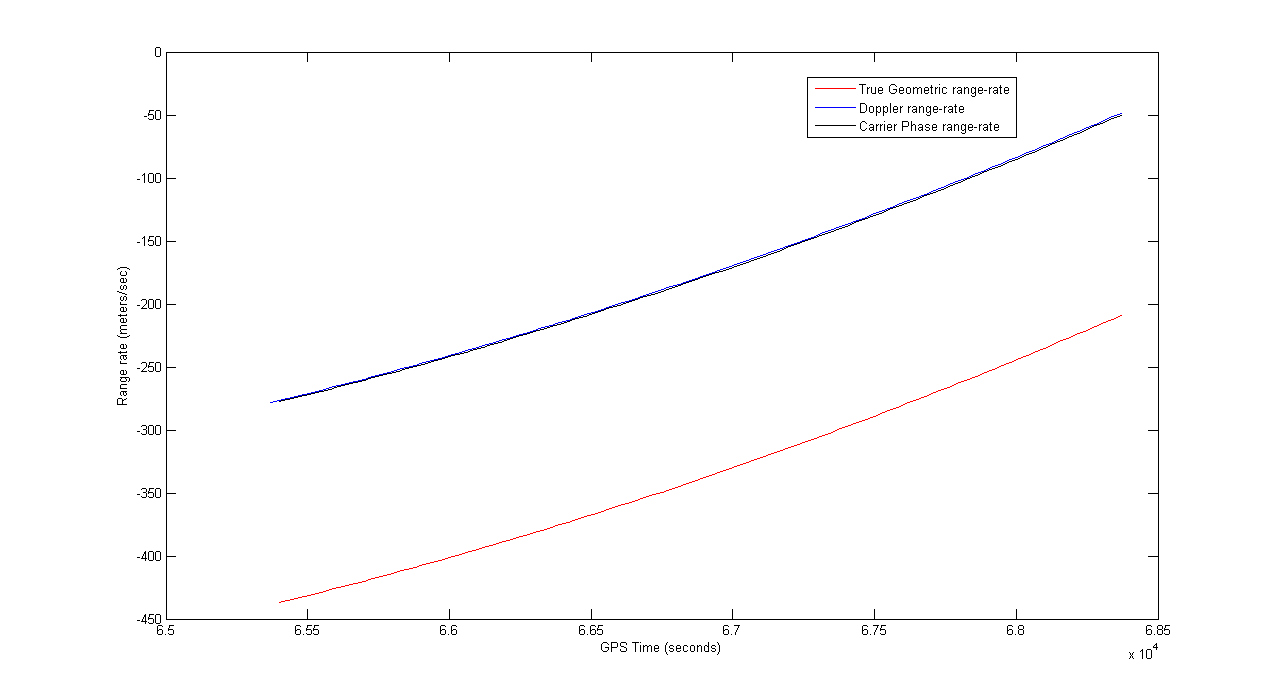 0
-50
-100
-150
-200
-250
-300
-350
-400
-450
Range rate (meters/sec)
True Geometric range-rate
Doppler range-rate
Carrier Phase range-rate
6.5 6.55 6.6 6.65 6.7 6.75 6.8 6.85
GPS Time (seconds)
x 10^4